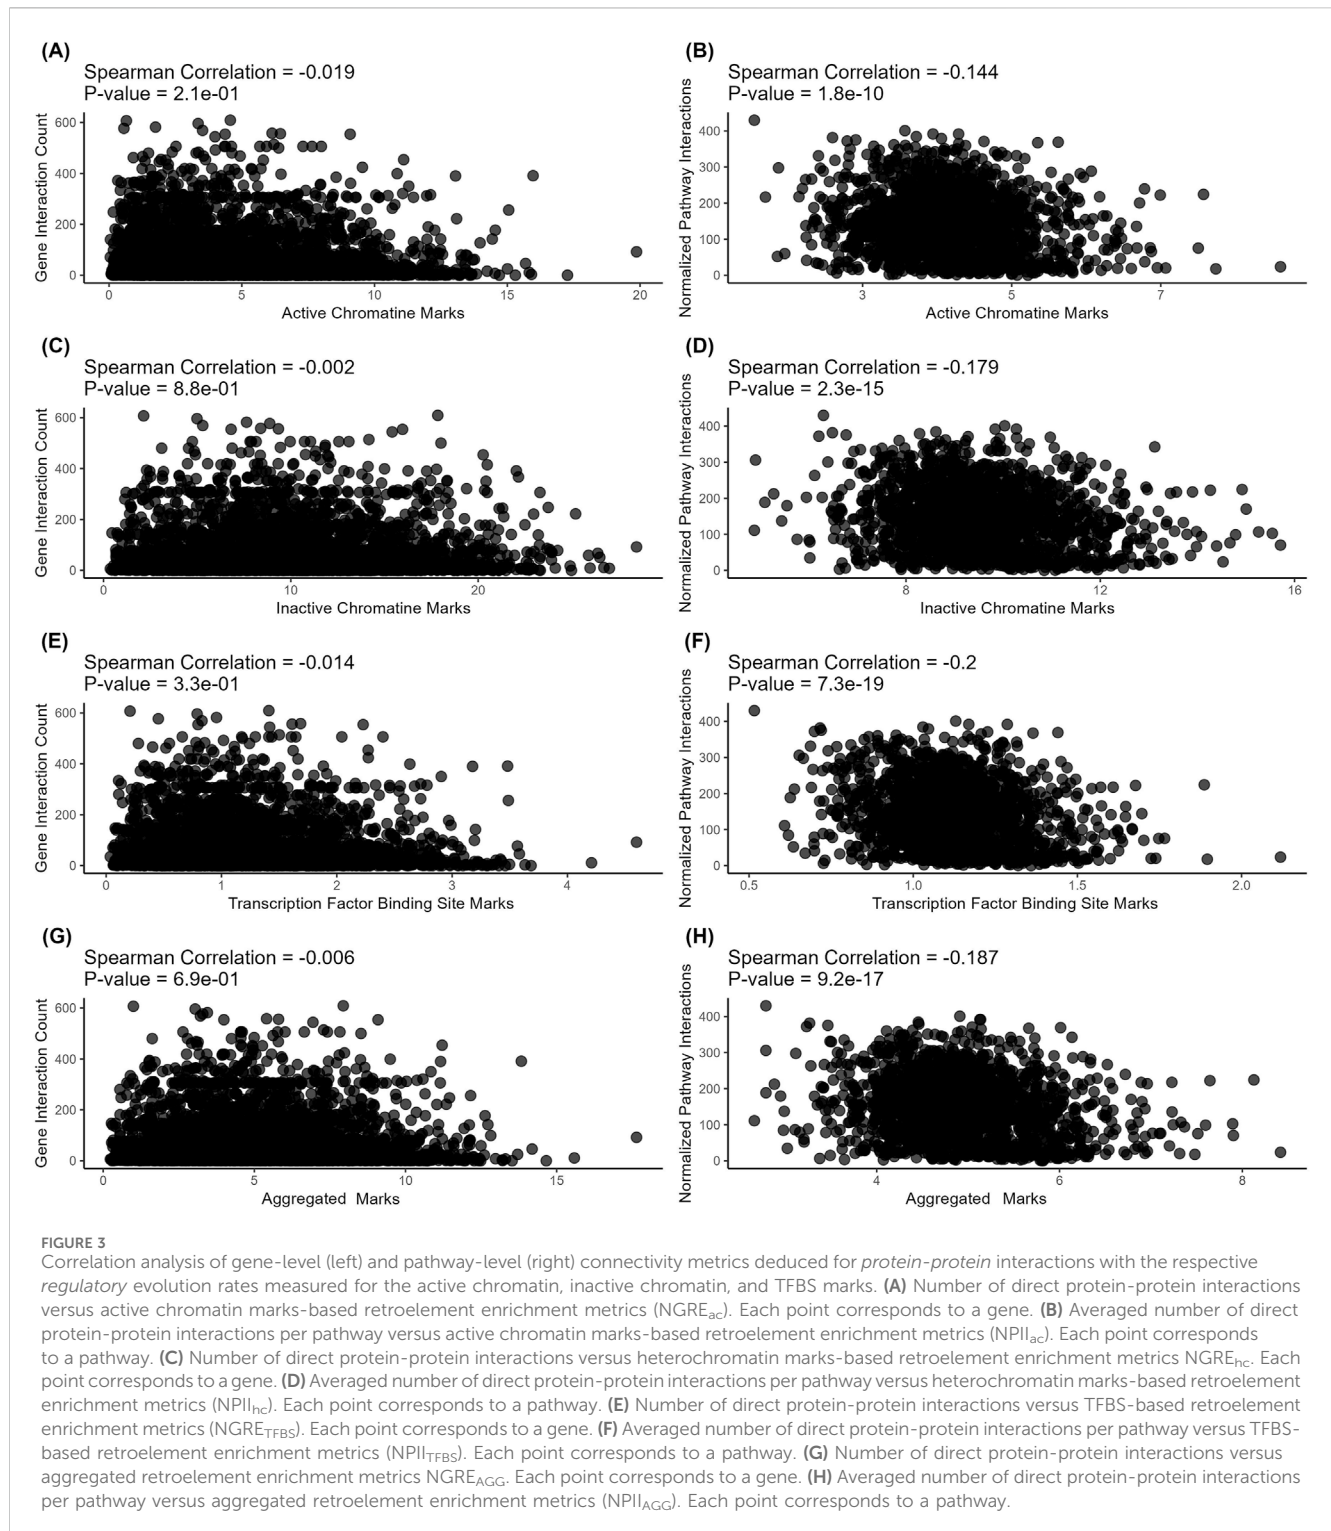 (A)
Spearman Correlation = -0.019
P-value = 2.1e-01
Gene Interaction Count
600
400
200
0
0 5 10 15 20
Active Chromatine Marks
(B)
Spearman Correlation = -0.144
P-value = 1.8e-10
Normalized Pathway Interactions
400
300
200
100
0
3 5 7
Active Chromatine Marks
(C)
Spearman Correlation = -0.002
P-value = 8.8e-01
Gene Interaction Count
600
400
200
0
0 10 20
Inactive Chromatine Marks
(D)
Spearman Correlation = -0.179
P-value = 2.3e-15
Normalized Pathway Interactions
400
300
200
100
0
8 12 16
Inactive Chromatine Marks
(E)
Spearman Correlation = -0.014
P-value = 3.3e-01
Gene Interaction Count
600
400
200
0
0 1 2 3 4
Transcription Factor Binding Site Marks
(F)
Spearman Correlation = -0.2
P-value = 7.3e-19
Normalized Pathway Interactions
400
300
200
100
0
0.5 1.0 1.5 2.0
Transcription Factor Binding Site Marks
(G)
Spearman Correlation = -0.006
P-value = 6.9e-01
Gene Interaction Count
600
400
200
0
0 5 10 15
Aggregated Marks
(H)
Spearman Correlation = -0.187
P-value = 9.2e-17
Normalized Pathway Interactions
400
300
200
100
0
4 6 8
Aggregated Marks
FIGURE 3
Correlation analysis of gene-level (left) and pathway-level (right) connectivity metrics deduced for protein-protein interactions with the respective
regulatory evolution rates measured for the active chromatin, inactive chromatin, and TFBS marks. (A) Number of direct protein-protein interactions
versus active chromatin marks-based retroelement enrichment metrics (NGREac). Each point corresponds to a gene. (B) Averaged number of direct
protein-protein interactions per pathway versus active chromatin marks-based retroelement enrichment metrics (NPIIac). Each point corresponds
to a pathway. (C) Number of direct protein-protein interactions versus heterochromatin marks-based retroelement enrichment metrics NGREhc. Each
point corresponds to a gene. (D) Averaged number of direct protein-protein interactions per pathway versus heterochromatin marks-based retroelement
enrichment metrics (NPIIhc). Each point corresponds to a pathway. (E) Number of direct protein-protein interactions versus TFBS-based retroelement
enrichment metrics (NGRETFBS). Each point corresponds to a gene. (F) Averaged number of direct protein-protein interactions per pathway versus TFBS-
based retroelement enrichment metrics (NPIITFBS). Each point corresponds to a pathway. (G) Number of direct protein-protein interactions versus
aggregated retroelement enrichment metrics NGREAGG. Each point corresponds to a gene. (H) Averaged number of direct protein-protein interactions
per pathway versus aggregated retroelement enrichment metrics (NPIIAGG). Each point corresponds to a pathway.